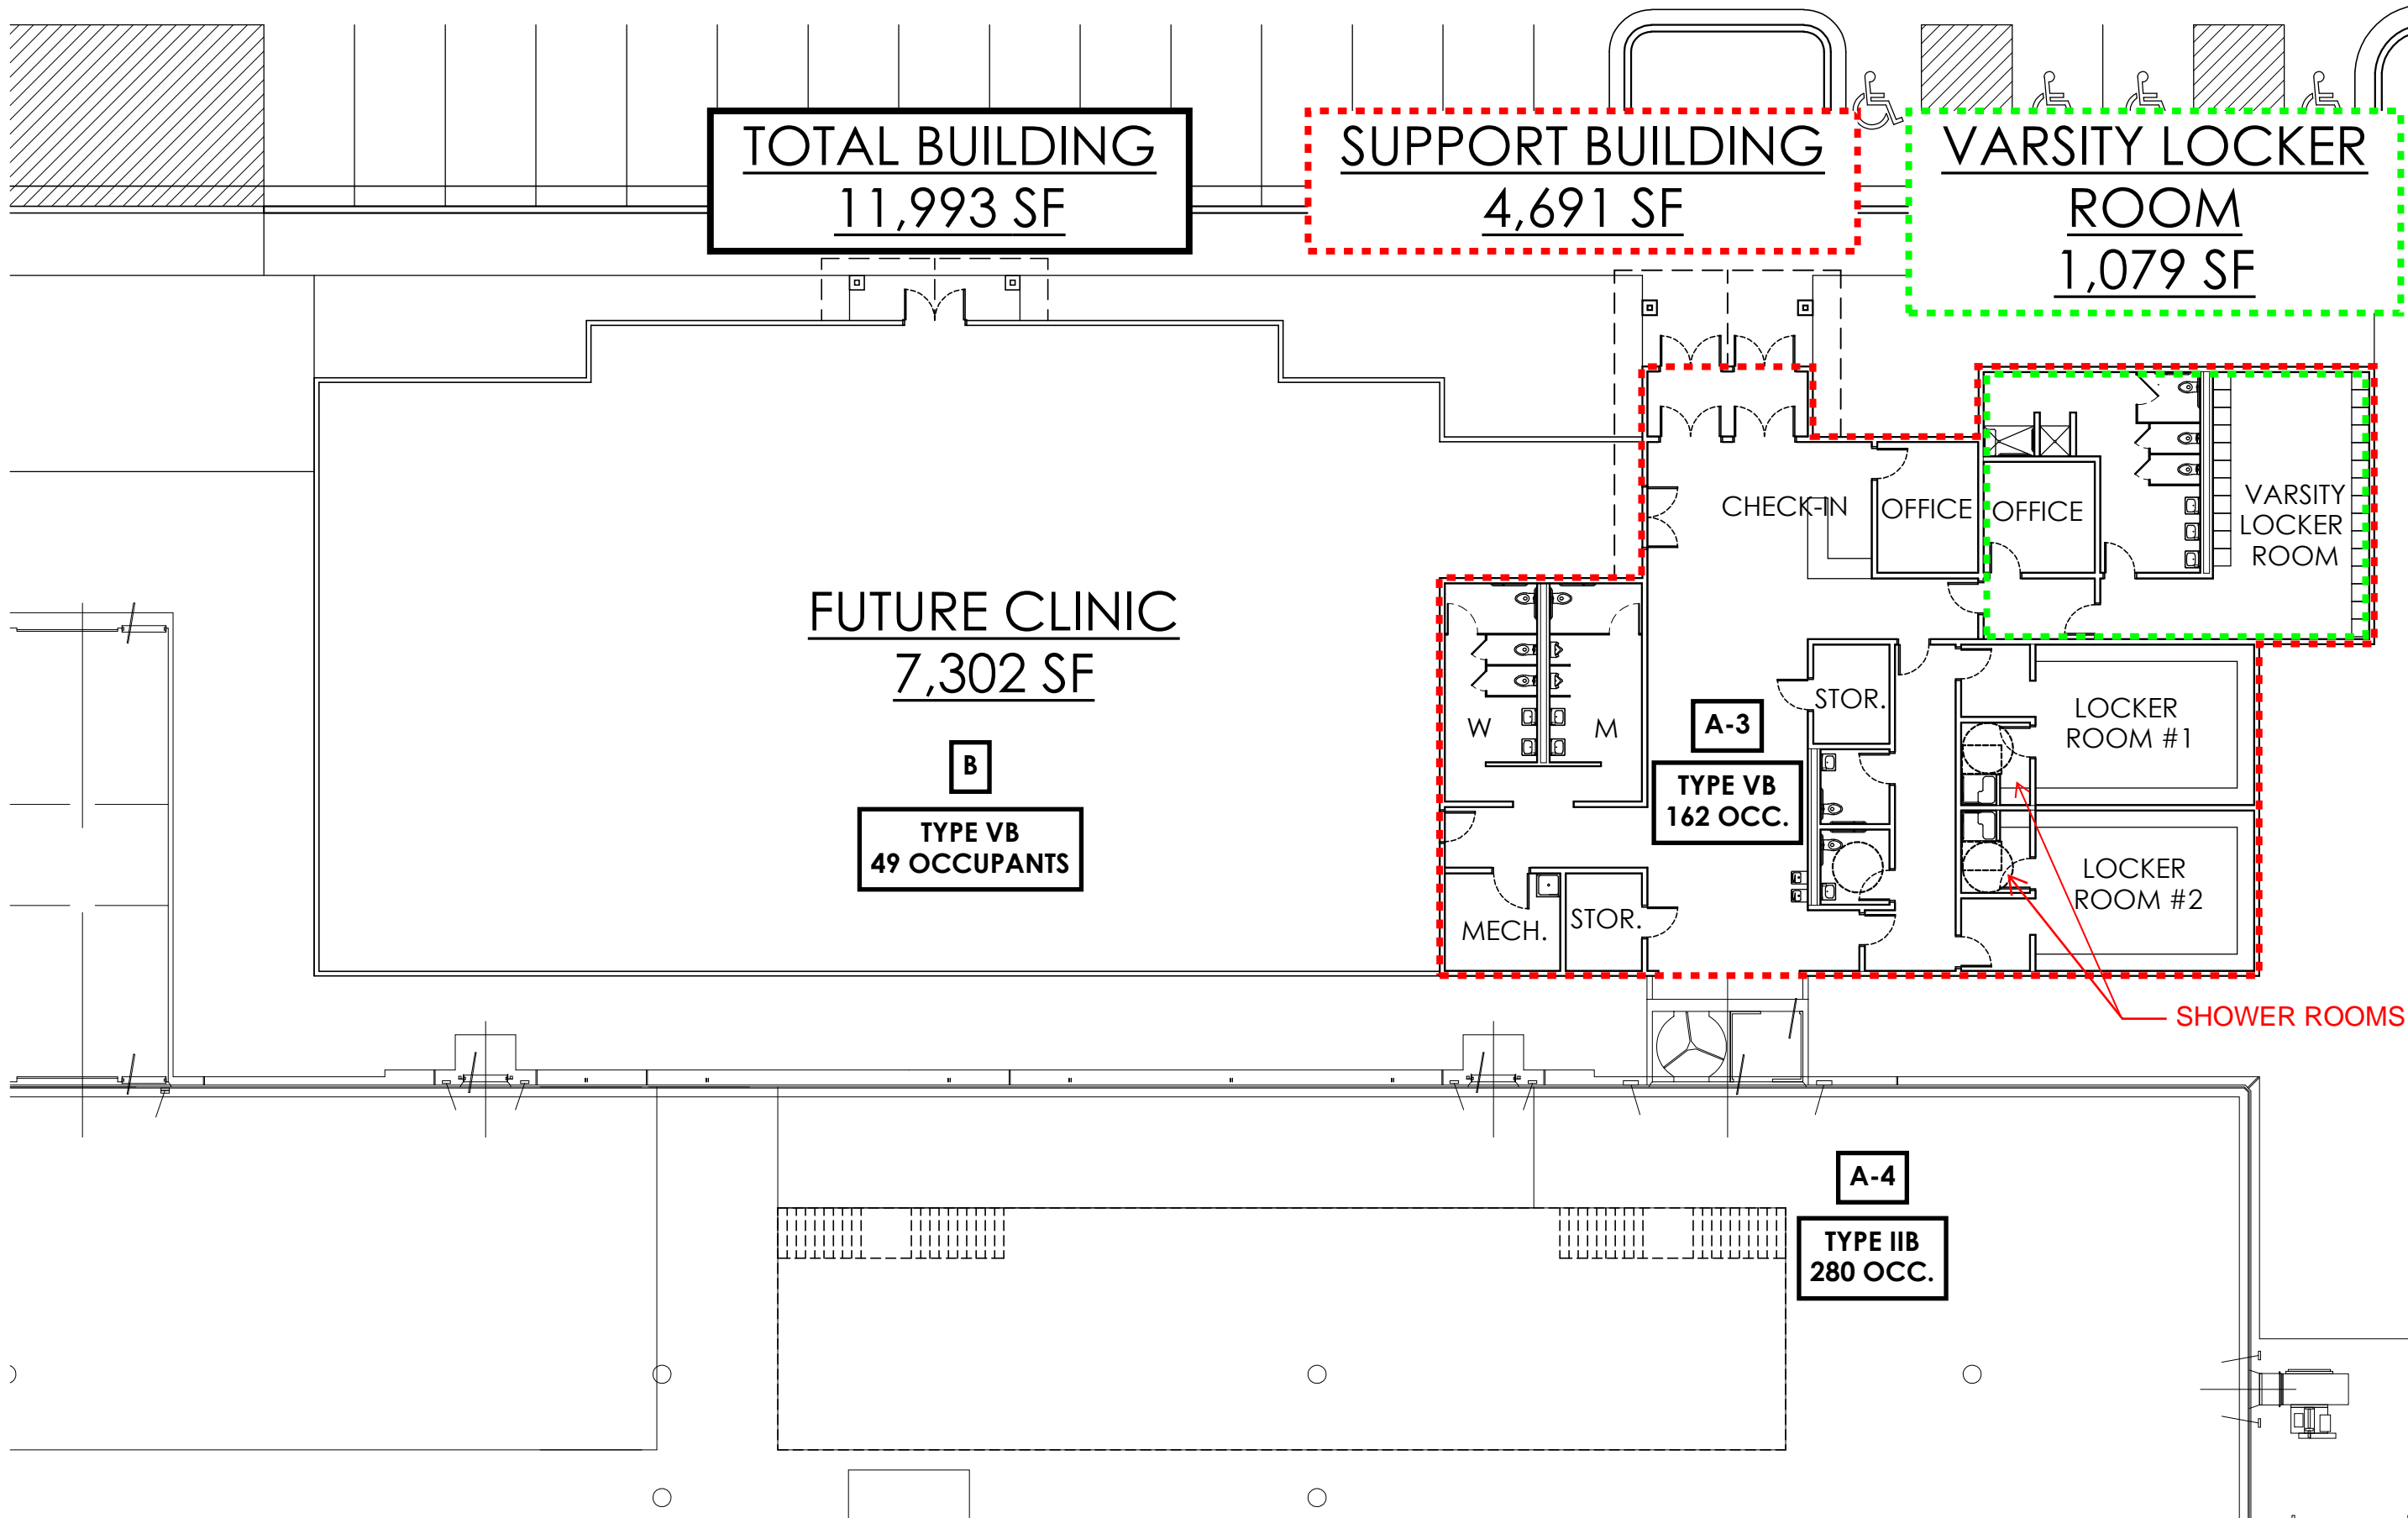 TOTAL BUILDING
11,993 SF
SUPPORT BUILDING
4,691 SF
VARSITY LOCKER
ROOM
1,079 SF
CHECK-IN
OFFICE
OFFICE
VARSITY
LOCKER
ROOM
FUTURE CLINIC
7,302 SF
B
TYPE VB
49 OCCUPANTS
W
M
A-3
TYPE VB
162 OCC.
STOR.
LOCKER
ROOM #1
LOCKER
ROOM #2
MECH.
STOR.
SHOWER ROOMS
A-4
TYPE IIB
280 OCC.